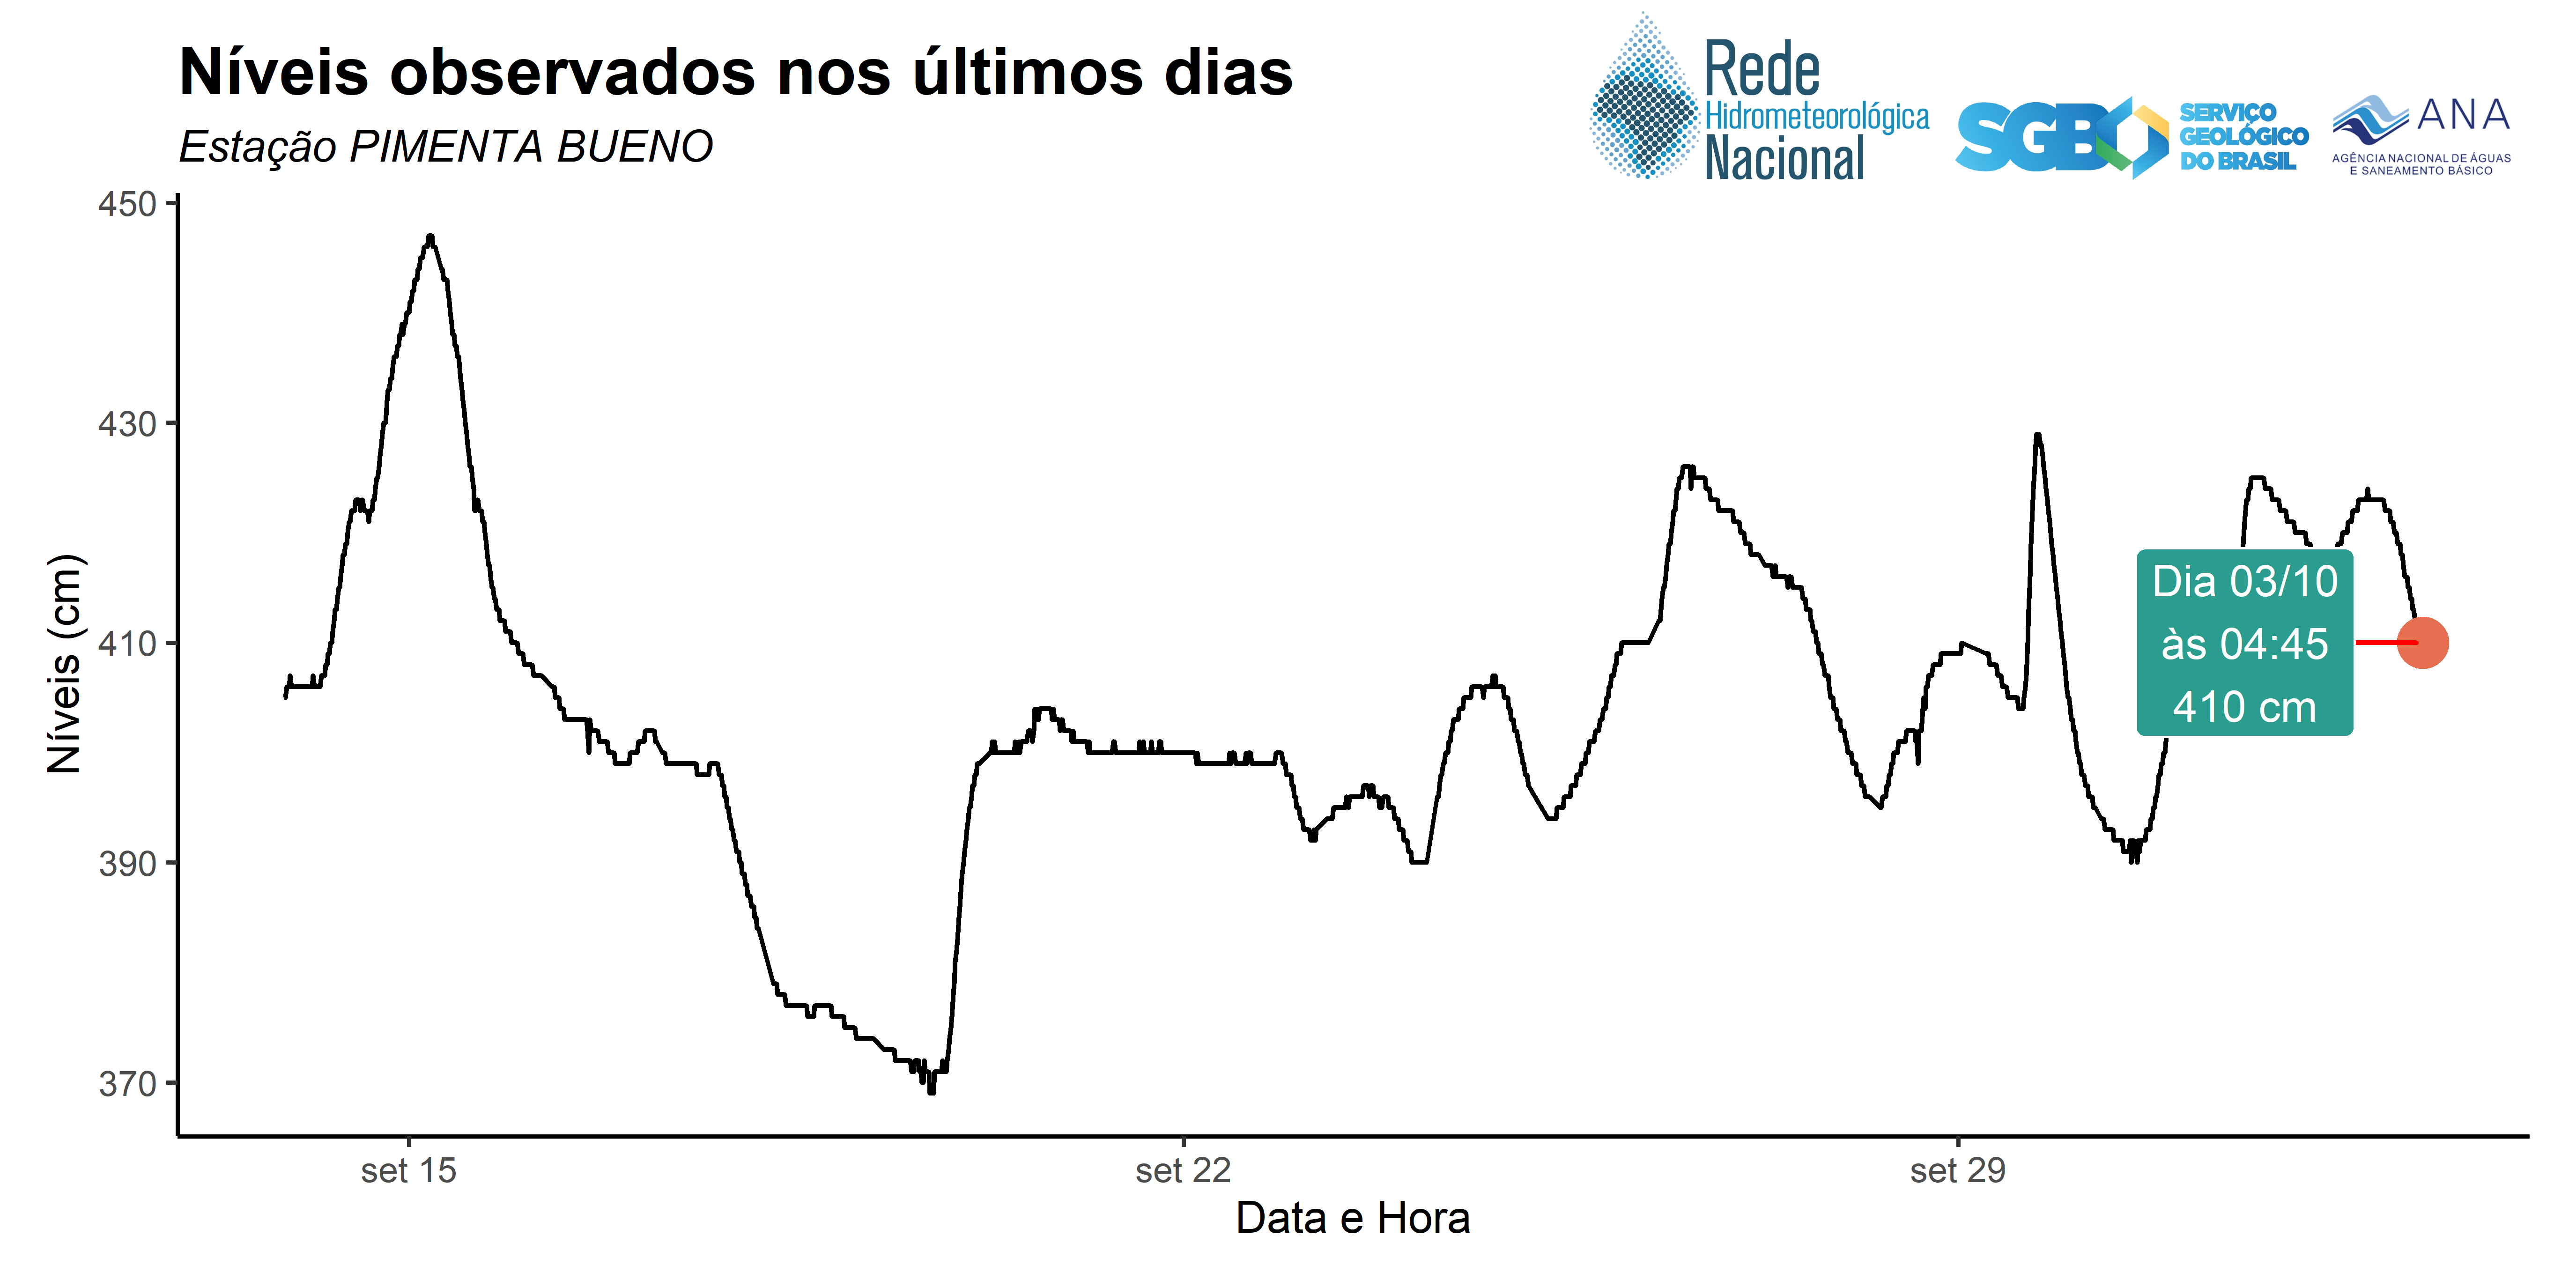 Níveis observados nos últimos dias
Estação PIMENTA BUENO
Rede
Hidrometeorológica
Nacional
SGB
SERVIÇO
GEOLÓGICO
DO BRASIL
ANA
AGÊNCIA NACIONAL DE ÁGUAS
E SANEAMENTO BÁSICO
Níveis (cm)
450
430
410
390
370
Dia 03/10
às 04:45
410 cm
set 15
set 22
set 29
Data e Hora